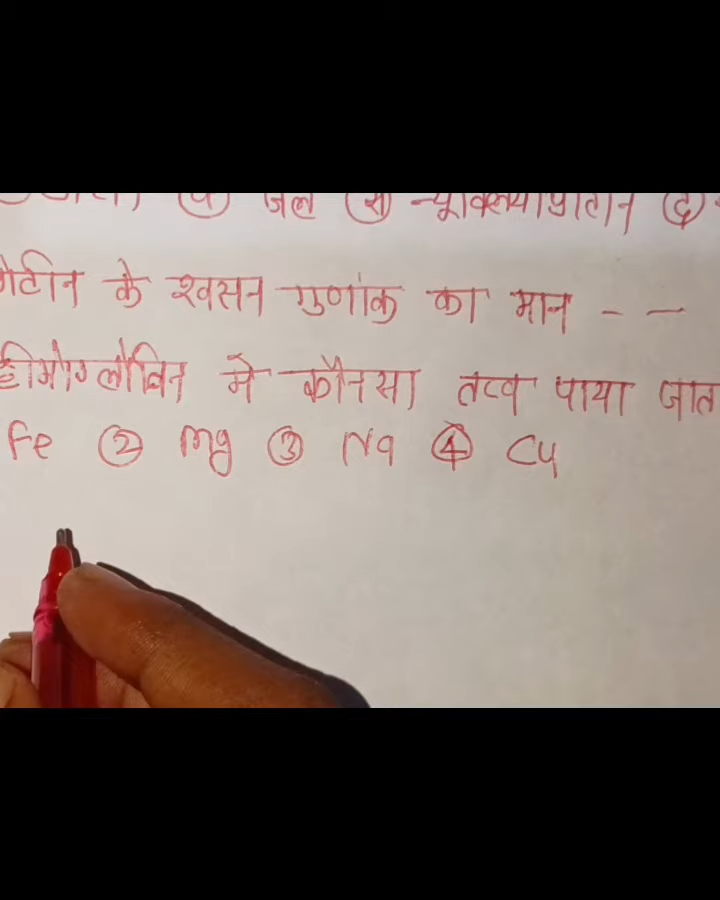 (ब) जल (स) न्यूक्लियोप्रोटीन (द)
के श्वसन गुणांक का मान - -
हीमोग्लोबिन मे कौनसा तत्व पाया जात
Fe ② Mg ③ Na ④ Cu